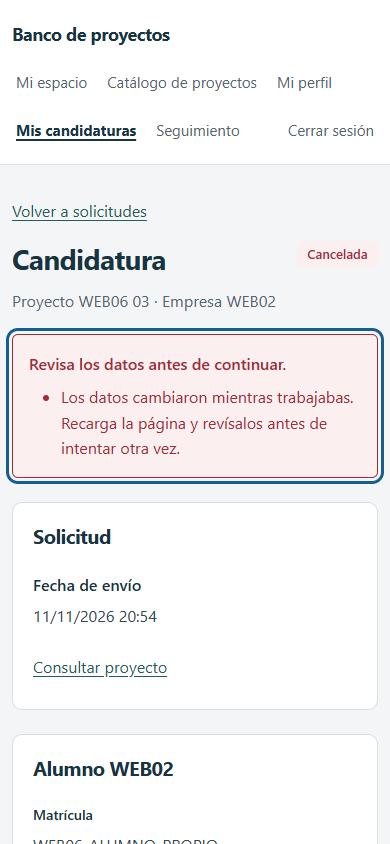 Banco de proyectos
Mi espacio Catálogo de proyectos Mi perfil
Mis candidaturas Seguimiento Cerrar sesión
Volver a solicitudes
Candidatura
Cancelada
Proyecto WEB06 03 · Empresa WEB02
Revisa los datos antes de continuar.
• Los datos cambiaron mientras trabajabas.
Recarga la página y revísalos antes de
intentar otra vez.
Solicitud
Fecha de envío
11/11/2026 20:54
Consultar proyecto
Alumno WEB02
Matrícula
WEB06-ALUMNO-PROPIO